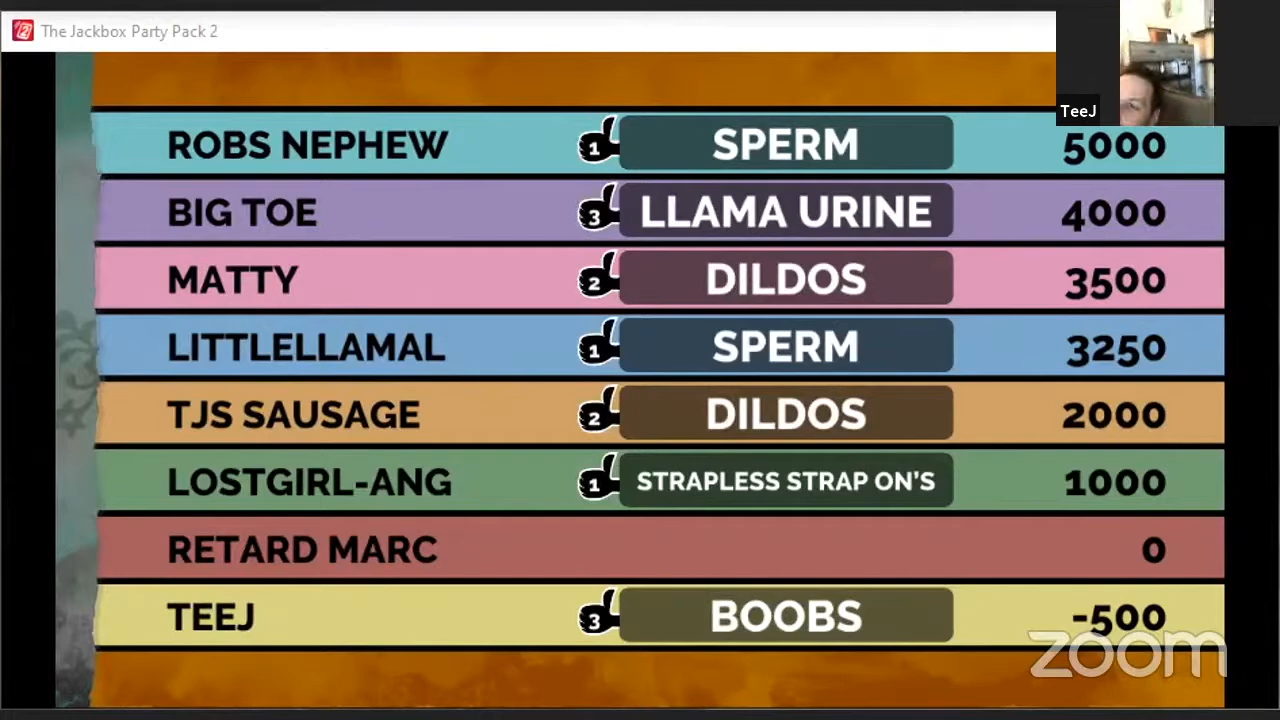 The Jackbox Party Pack 2
TeeJ
ROBS NEPHEW 1 SPERM 5000
BIG TOE 3 LLAMA URINE 4000
MATTY 2 DILDOS 3500
LITTLELLAMAL 1 SPERM 3250
TJS SAUSAGE 2 DILDOS 2000
LOSTGIRL-ANG 1 STRAPLESS STRAP ON'S 1000
RETARD MARC 0
TEEJ 3 BOOBS -500
zoom